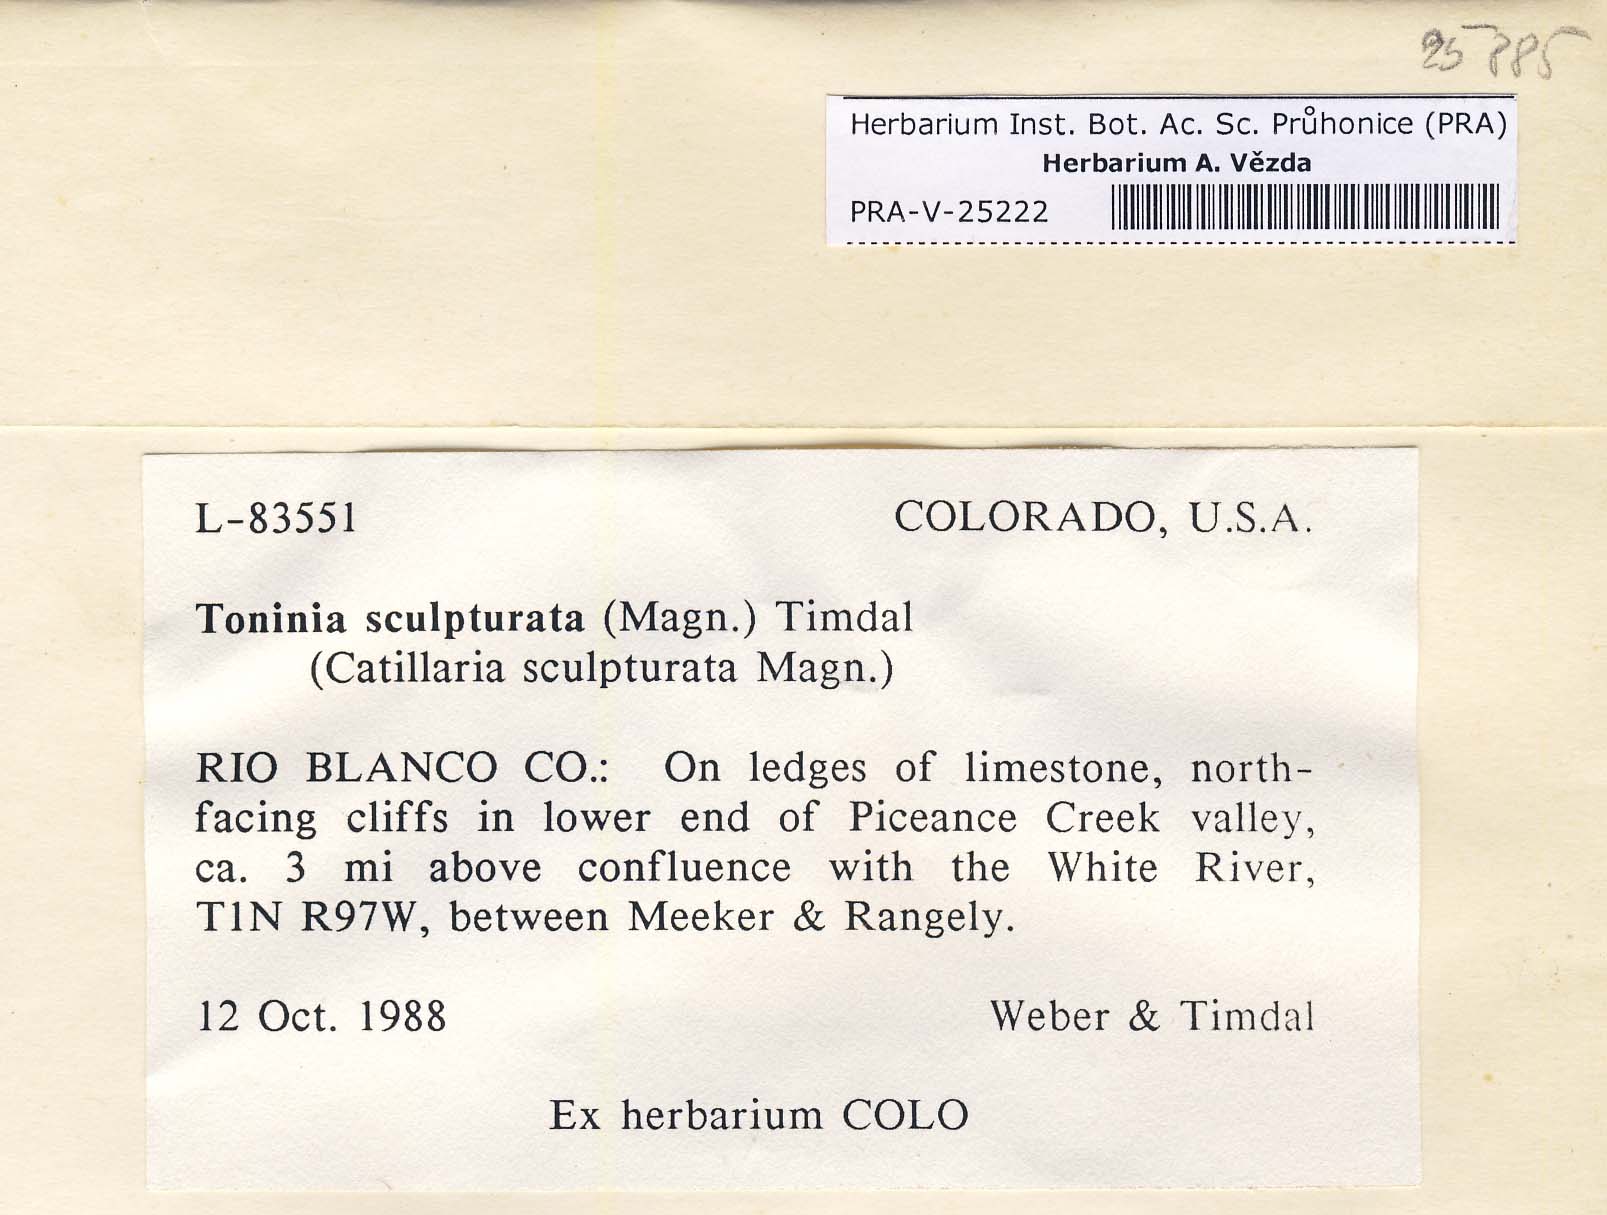 25885
Herbarium Inst. Bot. Ac. Sc. Průhonice (PRA)
Herbarium A. Vězda
PRA-V-25222
L-83551 COLORADO, U.S.A.
Toninia sculpturata (Magn.) Timdal
(Catillaria sculpturata Magn.)
RIO BLANCO CO.: On ledges of limestone, north-
facing cliffs in lower end of Piceance Creek valley,
ca. 3 mi above confluence with the White River,
T1N R97W, between Meeker & Rangely.
12 Oct. 1988 Weber & Timdal
Ex herbarium COLO